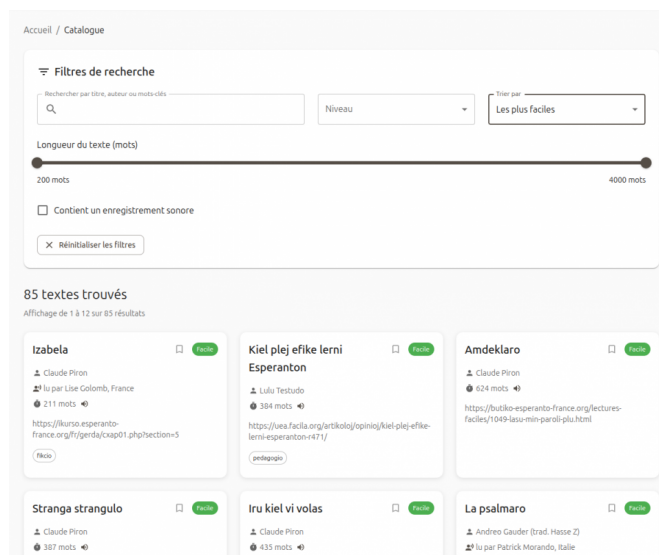 Accueil / Catalogue
Filtres de recherche
Rechercher par titre, auteur ou mots-clés
Niveau
Trier par
Les plus faciles
Longueur du texte (mots)
200 mots
4000 mots
Contient un enregistrement sonore
Réinitialiser les filtres
85 textes trouvés
Affichage de 1 à 12 sur 85 résultats
Izabela
Facile
Claude Piron
lu par Lise Golomb, France
211 mots
https://ikurso.esperanto-
france.org/fr/gerda/cxap01.php?section=5
fikcio
Kiel plej efike lerni
Esperanton
Facile
Lulu Testudo
384 mots
https://uea.facila.org/artikoloj/opinioj/kiel-plej-efike-
lerni-esperanton-r471/
pedagogio
Amdeklaro
Facile
Claude Piron
624 mots
https://butiko-esperanto-france.org/lectures-
faciles/1049-lasu-min-paroli-plu.html
Stranga strangulo
Facile
Claude Piron
387 mots
Iru kiel vi volas
Facile
Claude Piron
435 mots
La psalmaro
Facile
Andreo Gauder (trad. Hasse Z)
lu par Patrick Morando, Italie